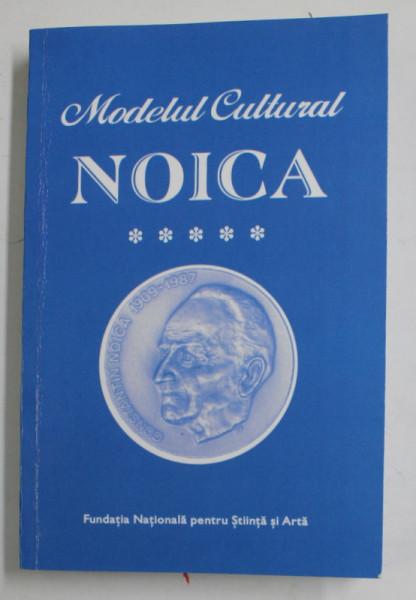 Modelul Cultural
NOICA
*****
CONSTANTIN NOICA 1909-1987
Fundația Națională pentru Știință și Artă